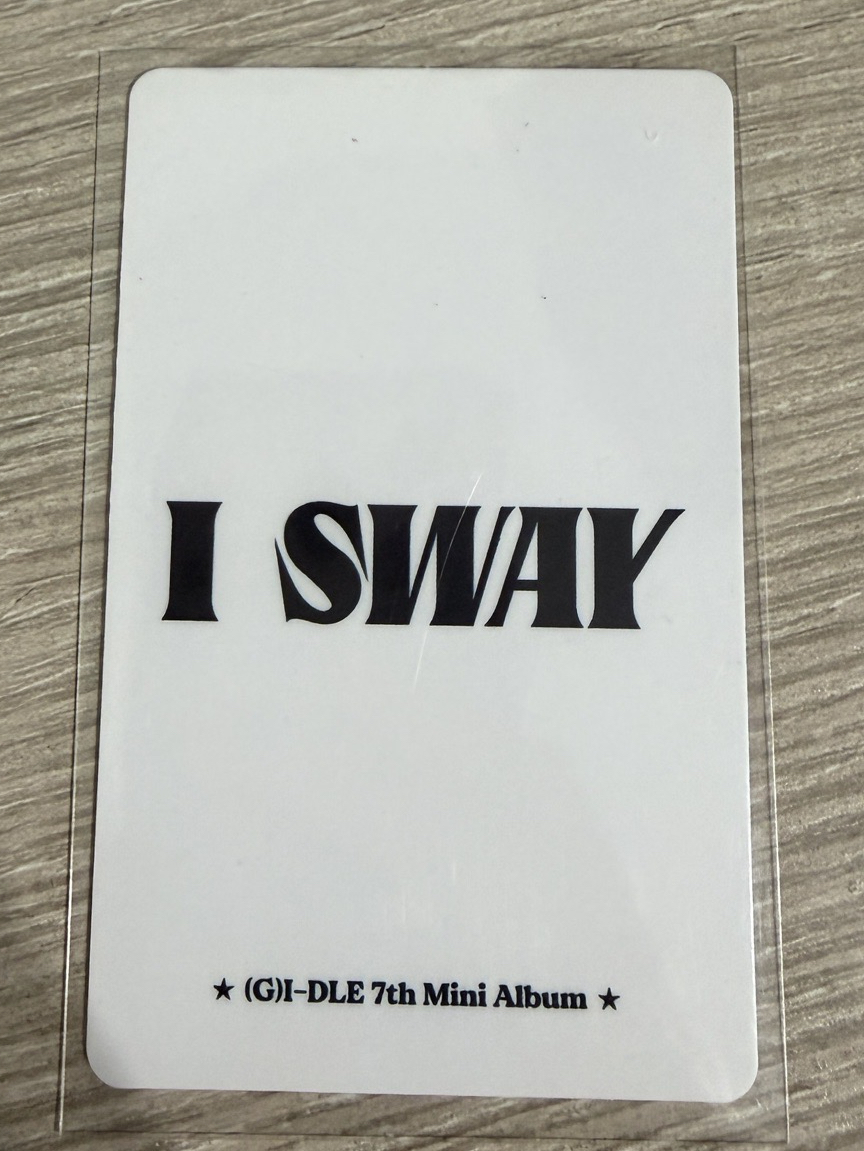 I SWAY
★ (G)I-DLE 7th Mini Album ★